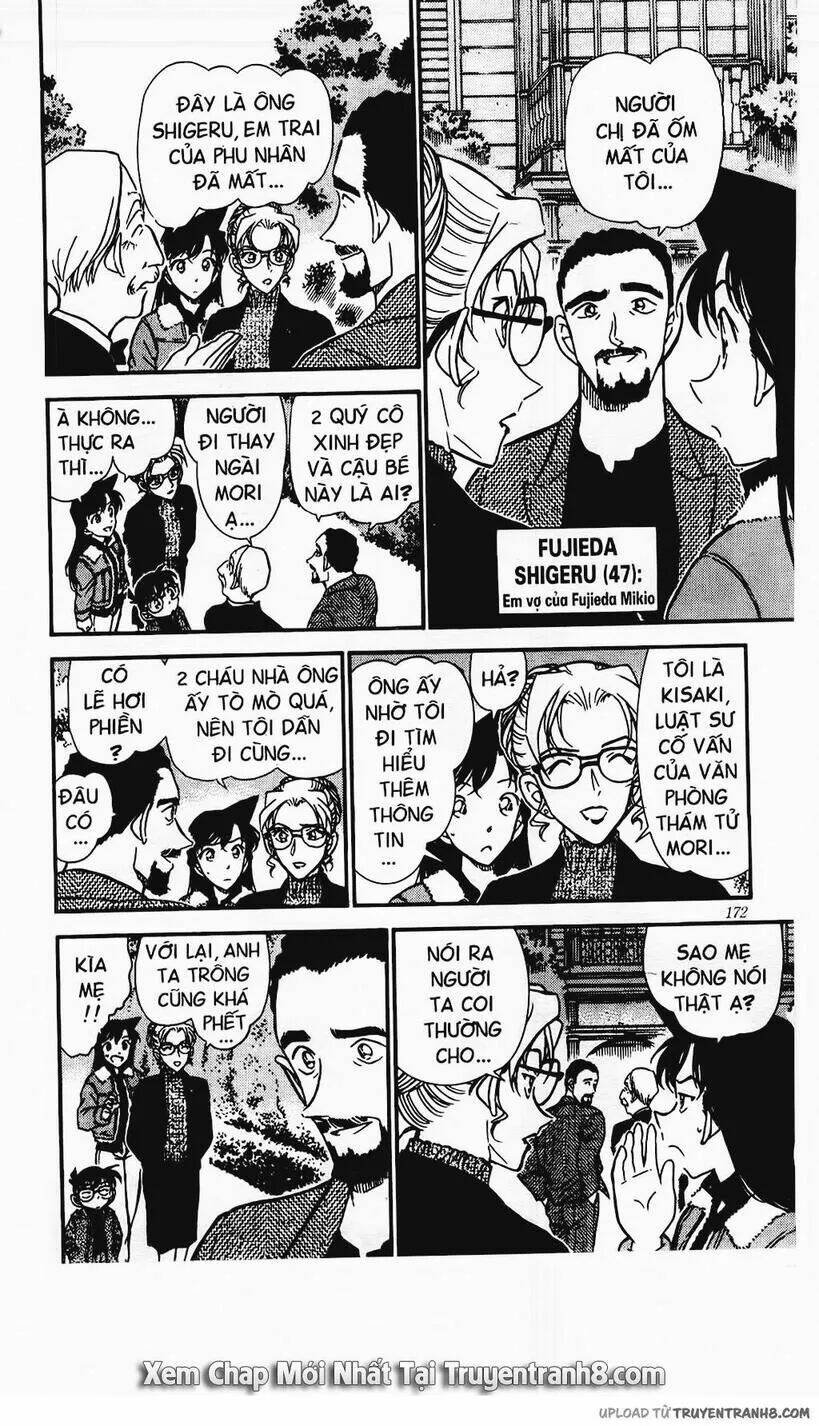 NGƯỜI
CHỊ ĐÃ ỐM
MẤT CỦA
TÔI...
FUJIEDA
SHIGERU (47):
Em vợ của Fujieda Mikio
ĐÂY LÀ ÔNG
SHIGERU, EM TRAI
CỦA PHU NHÂN
ĐÃ MẤT...
2 QUÝ CÔ
XINH ĐẸP
VÀ CẬU BÉ
NÀY LÀ AI?
NGƯỜI
ĐI THAY
NGÀI
MORI
Ạ...
À KHÔNG...
THỰC RA
THÌ...
TÔI LÀ
KISAKI,
LUẬT SƯ
CỐ VẤN
CỦA VĂN
PHÒNG
THÁM TỬ
MORI...
HẢ?
ÔNG ẤY
NHỜ TÔI
ĐI TÌM
HIỂU
THÊM
THÔNG
TIN
...
2 CHÁU NHÀ ÔNG
ẤY TÒ MÒ QUÁ,
NÊN TÔI DẪN
ĐI CÙNG...
CÓ
LẼ HƠI
PHIỀN
?
ĐÂU
CÓ
...
172
SAO MẸ
KHÔNG NÓI
THẬT Ạ?
NÓI RA
NGƯỜI
TA COI
THƯỜNG
CHO...
VỚI LẠI, ANH
TA TRÔNG
CŨNG KHÁ
PHẾT...
KÌA
MẸ
!!
Xem Chap Mới Nhất Tại Truyentranh8.com
UPLOAD TỪ TRUYENTRANH8.COM